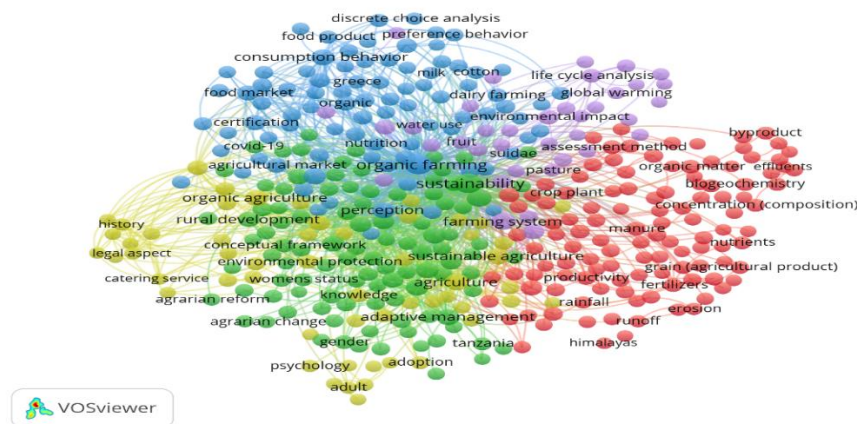 discrete choice analysis
food product
preference behavior
consumption behavior
milk
cotton
life cycle analysis
greece
food market
organic
dairy farming
global warming
certification
water use
environmental impact
byproduct
covid-19
nutrition
fruit
suidae
assessment method
agricultural market
organic farming
pasture
organic matter
effluents
sustainability
crop plant
biogeochemistry
organic agriculture
perception
concentration (composition)
history
rural development
farming system
manure
nutrients
legal aspect
conceptual framework
sustainable agriculture
catering service
environmental protection
grain (agricultural product)
womens status
agriculture
productivity
fertilizers
agrarian reform
knowledge
rainfall
erosion
agrarian change
adaptive management
runoff
gender
tanzania
himalayas
psychology
adoption
adult
VOSviewer